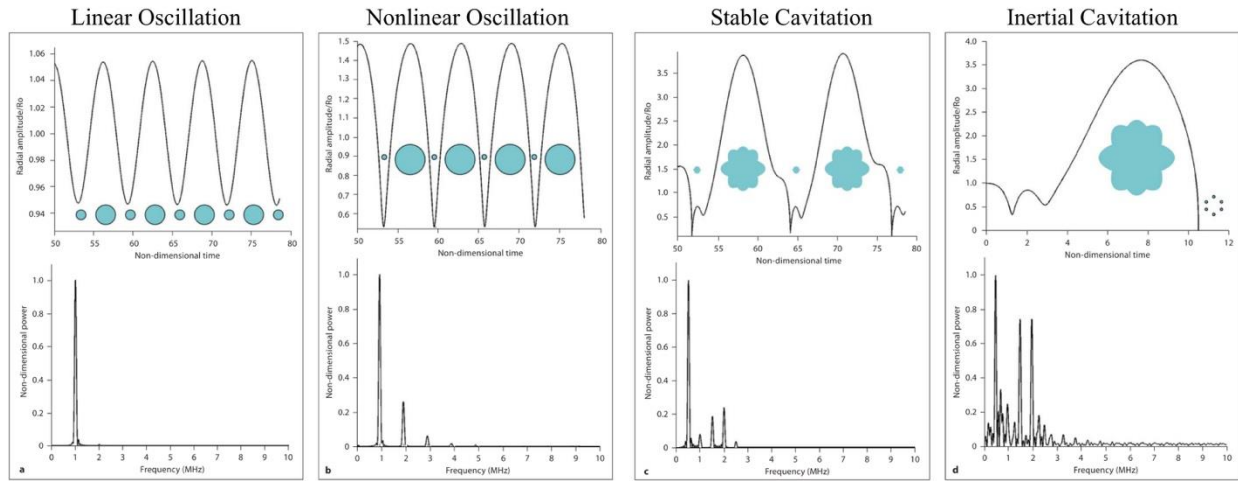 Linear Oscillation
Nonlinear Oscillation
Stable Cavitation
Inertial Cavitation
Radial amplitude/Ro
1.06
1.04
1.02
1.00
0.98
0.96
0.94
50 55 60 65 70 75 80
Non-dimensional time
Radial amplitude/Ro
1.5
1.4
1.3
1.2
1.1
1.0
0.9
0.8
0.7
0.6
50 55 60 65 70 75 80
Non-dimensional time
Radial amplitude/Ro
3.5
3.0
2.5
2.0
1.5
1.0
0.5
50 55 60 65 70 75 80
Non-dimensional time
Radial amplitude/Ro
4.0
3.5
3.0
2.5
2.0
1.5
1.0
0.5
0 2 4 6 8 10 12
Non-dimensional time
Non-dimensional power
1.0
0.8
0.6
0.4
0.2
0
0 1 2 3 4 5 6 7 8 9 10
a
Frequency (MHz)
Non-dimensional power
1.0
0.8
0.6
0.4
0.2
0
0 1 2 3 4 5 6 7 8 9 10
b
Frequency (MHz)
Non-dimensional power
1.0
0.8
0.6
0.4
0.2
0
0 1 2 3 4 5 6 7 8 9 10
c
Frequency (MHz)
Non-dimensional power
1.0
0.8
0.6
0.4
0.2
0
0 1 2 3 4 5 6 7 8 9 10
d
Frequency (MHz)